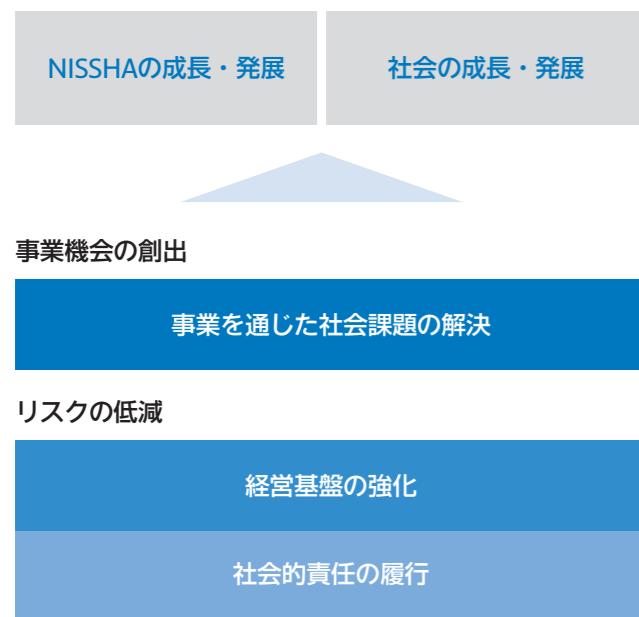 NISSHAの成長・発展
社会の成長・発展
事業機会の創出
事業を通じた社会課題の解決
リスクの低減
経営基盤の強化
社会的責任の履行